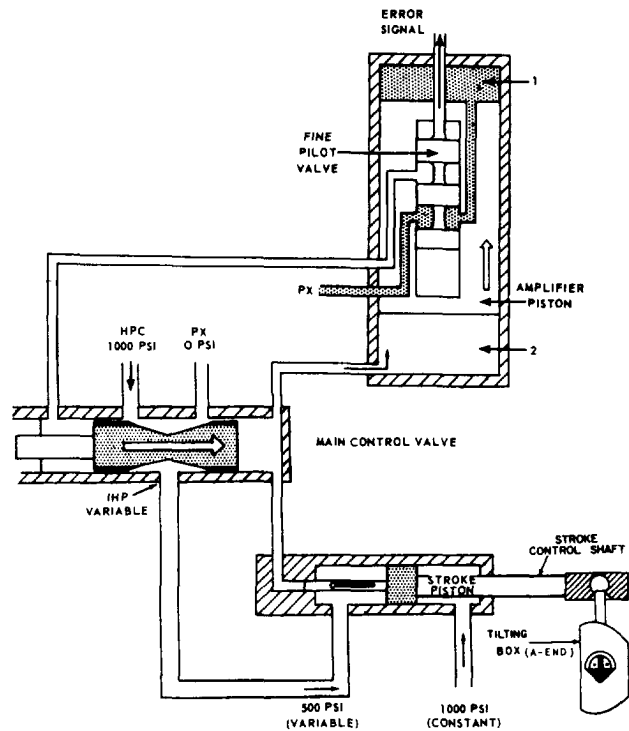 ERROR
SIGNAL
1
FINE
PILOT
VALVE
PX
AMPLIFIER
PISTON
2
HPC
1000 PSI
PX
0 PSI
MAIN CONTROL VALVE
IHP
VARIABLE
STROKE
CONTROL SHAFT
STROKE
PISTON
TILTING
BOX (A-END)
500 PSI
(VARIABLE)
1000 PSI
(CONSTANT)